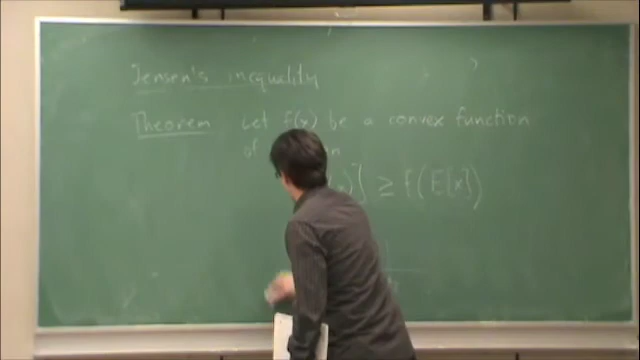 Jensen's inequality
Theorem Let f(x) be a convex function
of
)] ≥ f(E[x])